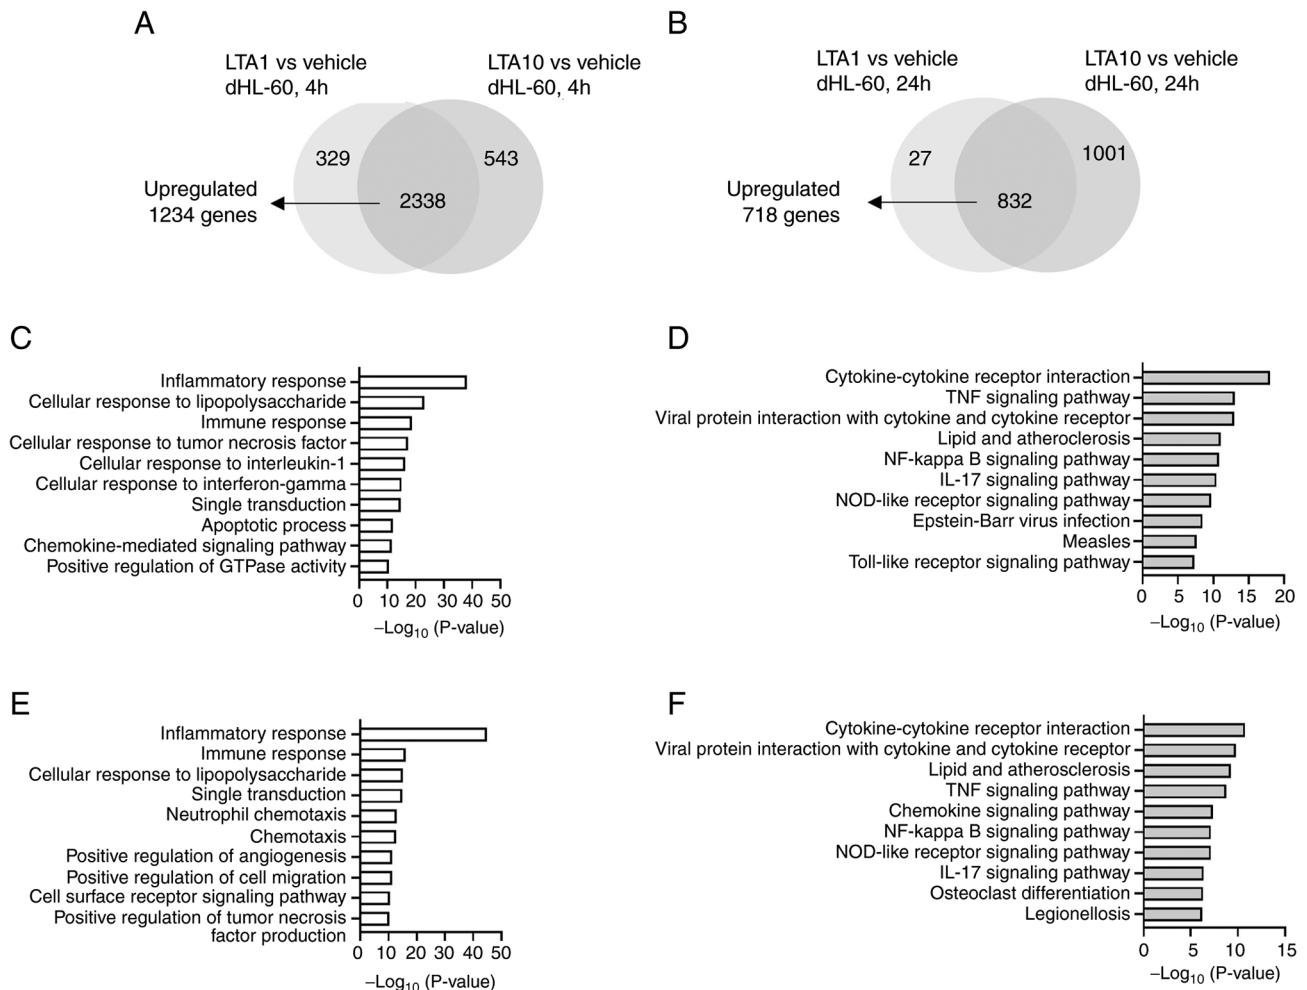 A
LTA1 vs vehicle
dHL-60, 4h
LTA10 vs vehicle
dHL-60, 4h
329
543
2338
Upregulated
1234 genes
B
LTA1 vs vehicle
dHL-60, 24h
LTA10 vs vehicle
dHL-60, 24h
27
1001
832
Upregulated
718 genes
C
Inflammatory response
Cellular response to lipopolysaccharide
Immune response
Cellular response to tumor necrosis factor
Cellular response to interleukin-1
Cellular response to interferon-gamma
Single transduction
Apoptotic process
Chemokine-mediated signaling pathway
Positive regulation of GTPase activity
0 10 20 30 40 50
–Log10 (P-value)
D
Cytokine-cytokine receptor interaction
TNF signaling pathway
Viral protein interaction with cytokine and cytokine receptor
Lipid and atheroclerosis
NF-kappa B signaling pathway
IL-17 signaling pathway
NOD-like receptor signaling pathway
Epstein-Barr virus infection
Measles
Toll-like receptor signaling pathway
0 5 10 15 20
–Log10 (P-value)
E
Inflammatory response
Immune response
Cellular response to lipopolysaccharide
Single transduction
Neutrophil chemotaxis
Chemotaxis
Positive regulation of angiogenesis
Positive regulation of cell migration
Cell surface receptor signaling pathway
Positive regulation of tumor necrosis
factor production
0 10 20 30 40 50
–Log10 (P-value)
F
Cytokine-cytokine receptor interaction
Viral protein interaction with cytokine and cytokine receptor
Lipid and atherosclerosis
TNF signaling pathway
Chemokine signaling pathway
NF-kappa B signaling pathway
NOD-like receptor signaling pathway
IL-17 signaling pathway
Osteoclast differentiation
Legionellosis
0 5 10 15
–Log10 (P-value)